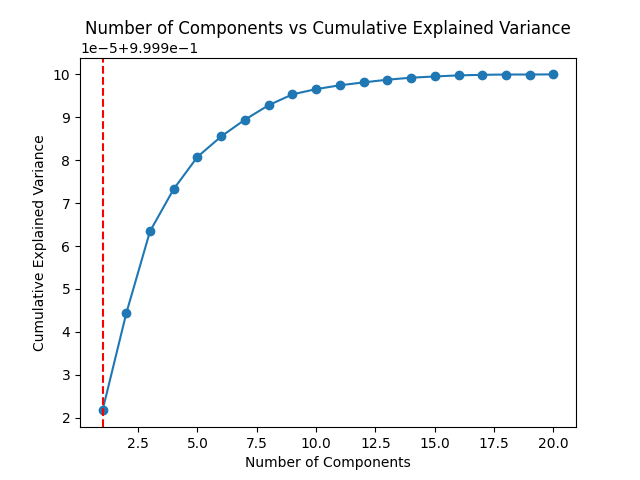 Number of Components vs Cumulative Explained Variance
1e−5+9.999e−1
10
9
8
7
6
5
4
3
2
Cumulative Explained Variance
2.5 5.0 7.5 10.0 12.5 15.0 17.5 20.0
Number of Components